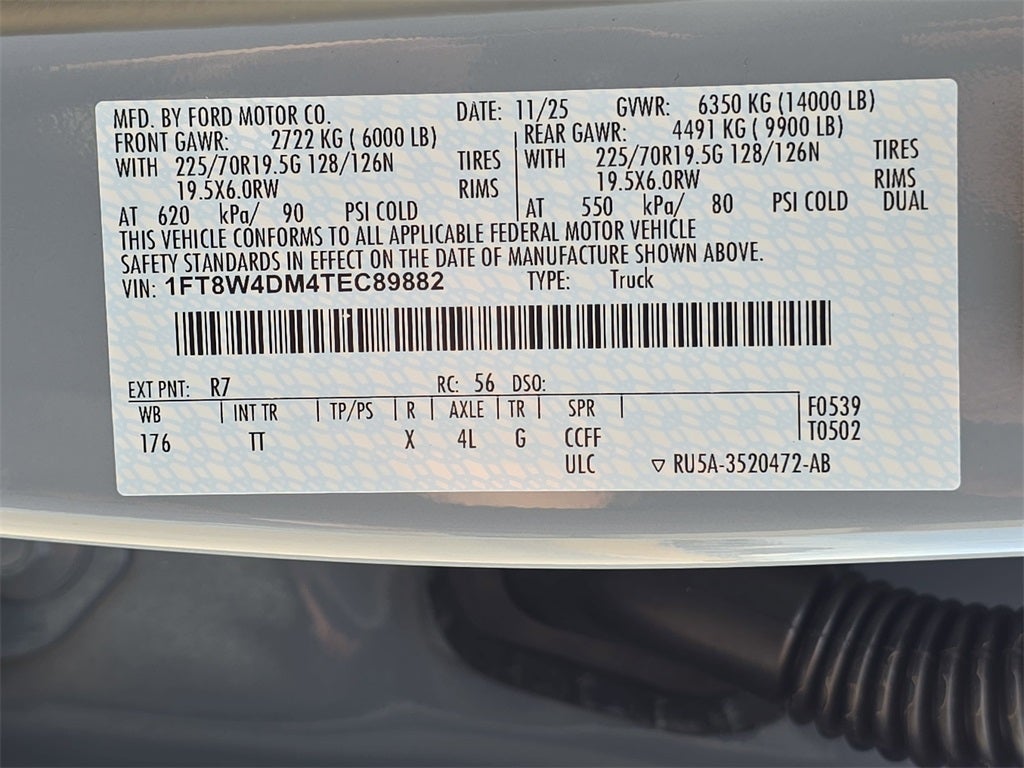 MFD. BY FORD MOTOR CO. DATE: 11/25 GVWR: 6350 KG (14000 LB)
FRONT GAWR: 2722 KG ( 6000 LB) REAR GAWR: 4491 KG ( 9900 LB)
WITH 225/70R19.5G 128/126N TIRES WITH 225/70R19.5G 128/126N TIRES
19.5X6.0RW RIMS 19.5X6.0RW RIMS
AT 620 kPa/ 90 PSI COLD AT 550 kPa/ 80 PSI COLD DUAL
THIS VEHICLE CONFORMS TO ALL APPLICABLE FEDERAL MOTOR VEHICLE
SAFETY STANDARDS IN EFFECT ON THE DATE OF MANUFACTURE SHOWN ABOVE.
VIN: 1FT8W4DM4TEC89882 TYPE: Truck
EXT PNT: R7 RC: 56 DSO:
WB INT TR TP/PS R AXLE TR SPR F0539
176 TT X 4L G CCFF T0502
ULC ▽ RU5A-3520472-AB